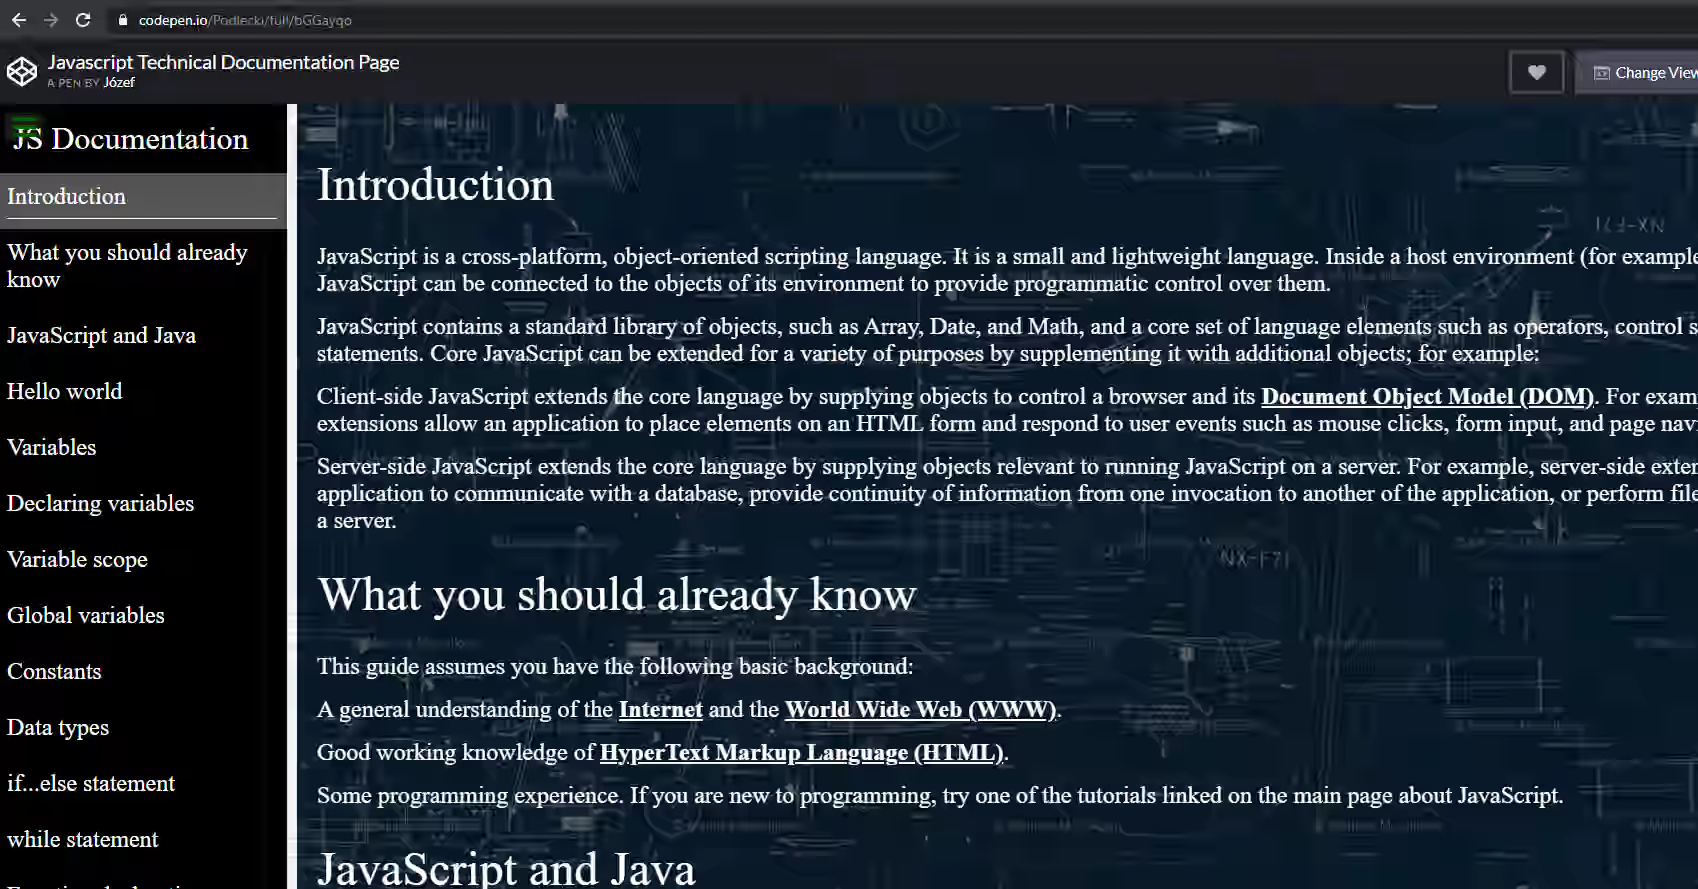 codepen.io/Podlecki/full/bGGayqo
Javascript Technical Documentation Page
A PEN BY Józef
Change View
JS Documentation
Introduction
What you should already
know
JavaScript and Java
Hello world
Variables
Declaring variables
Variable scope
Global variables
Constants
Data types
if...else statement
while statement
Introduction
JavaScript is a cross-platform, object-oriented scripting language. It is a small and lightweight language. Inside a host environment (for example
JavaScript can be connected to the objects of its environment to provide programmatic control over them.
JavaScript contains a standard library of objects, such as Array, Date, and Math, and a core set of language elements such as operators, control s
statements. Core JavaScript can be extended for a variety of purposes by supplementing it with additional objects; for example:
Client-side JavaScript extends the core language by supplying objects to control a browser and its Document Object Model (DOM). For exam
extensions allow an application to place elements on an HTML form and respond to user events such as mouse clicks, form input, and page navi
Server-side JavaScript extends the core language by supplying objects relevant to running JavaScript on a server. For example, server-side exten
application to communicate with a database, provide continuity of information from one invocation to another of the application, or perform file
a server.
What you should already know
This guide assumes you have the following basic background:
A general understanding of the Internet and the World Wide Web (WWW).
Good working knowledge of HyperText Markup Language (HTML).
Some programming experience. If you are new to programming, try one of the tutorials linked on the main page about JavaScript.
JavaScript and Java